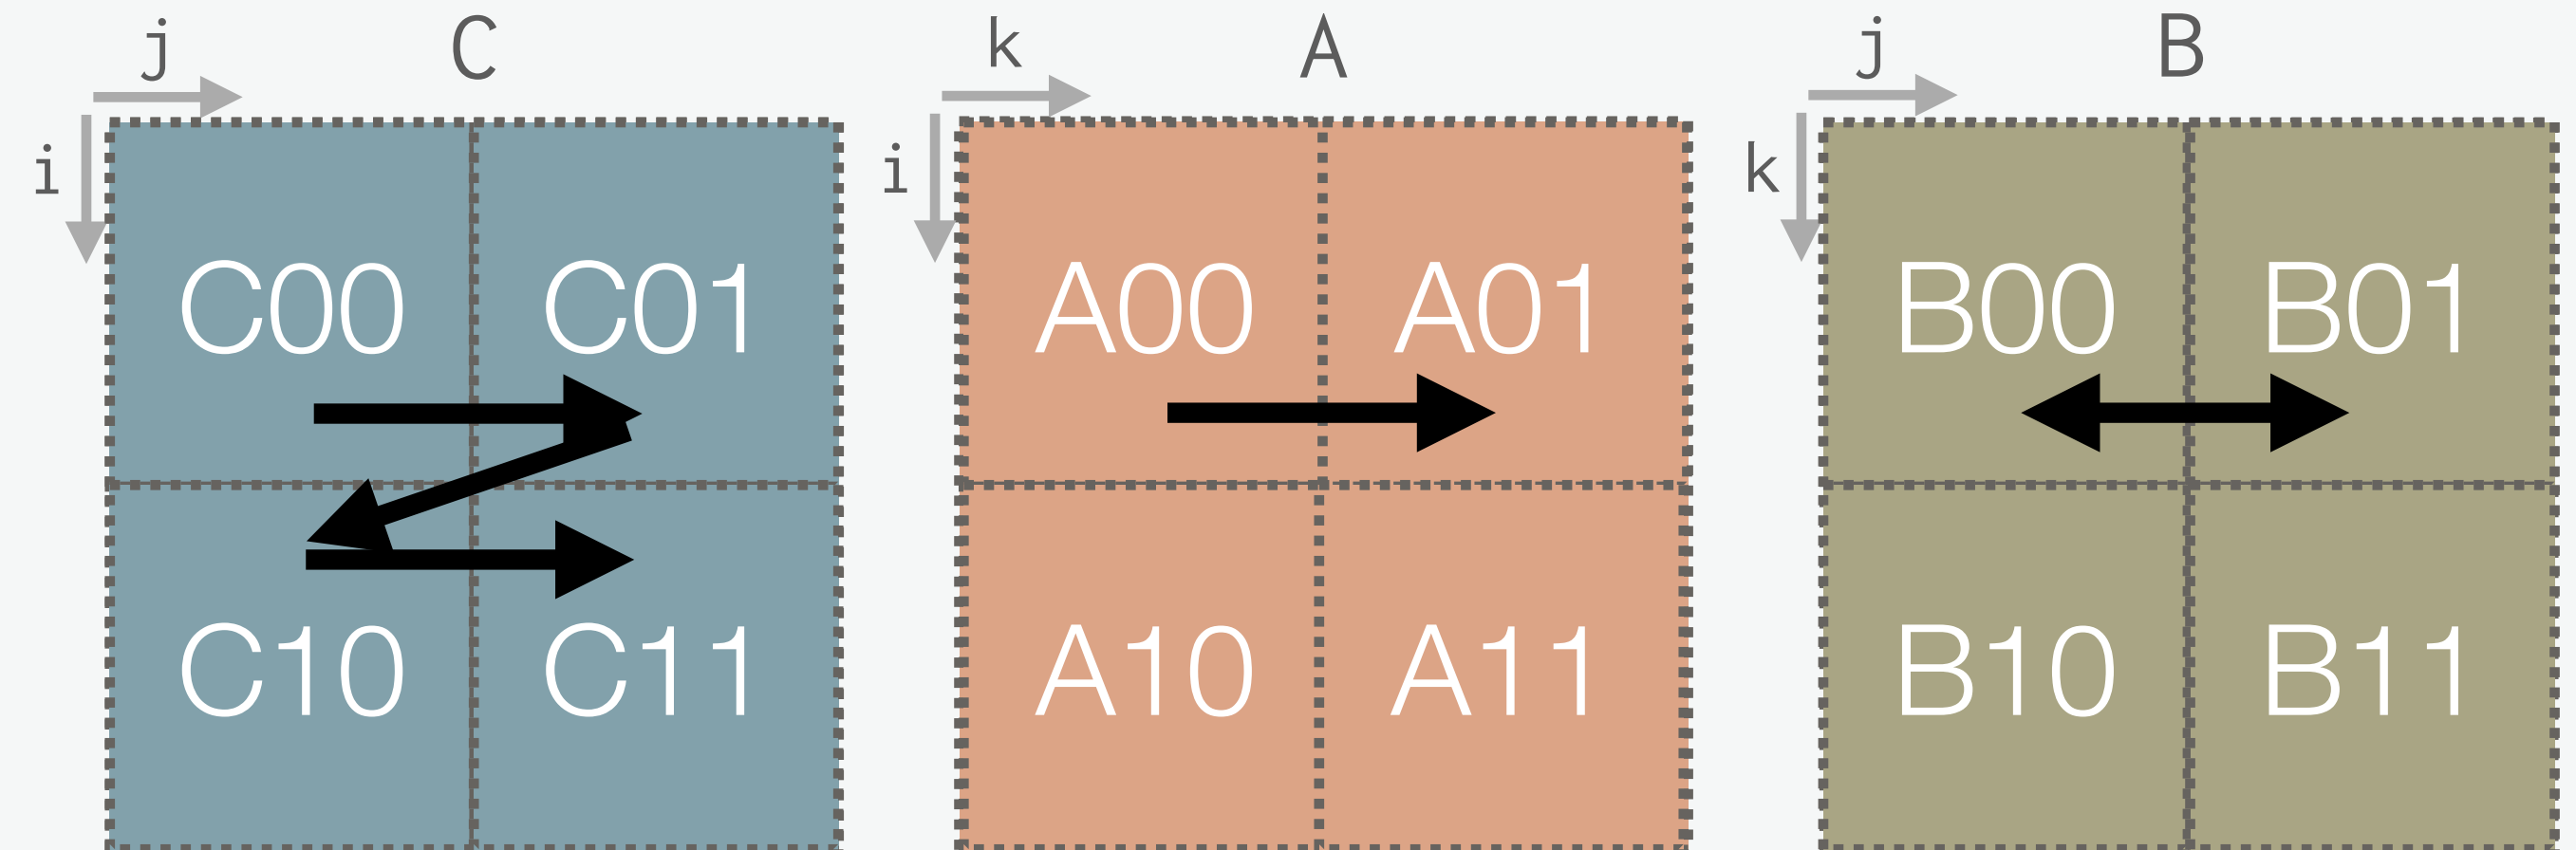 j C k A j B
i i k
C00 C01 A00 A01 B00 B01
C10 C11 A10 A11 B10 B11